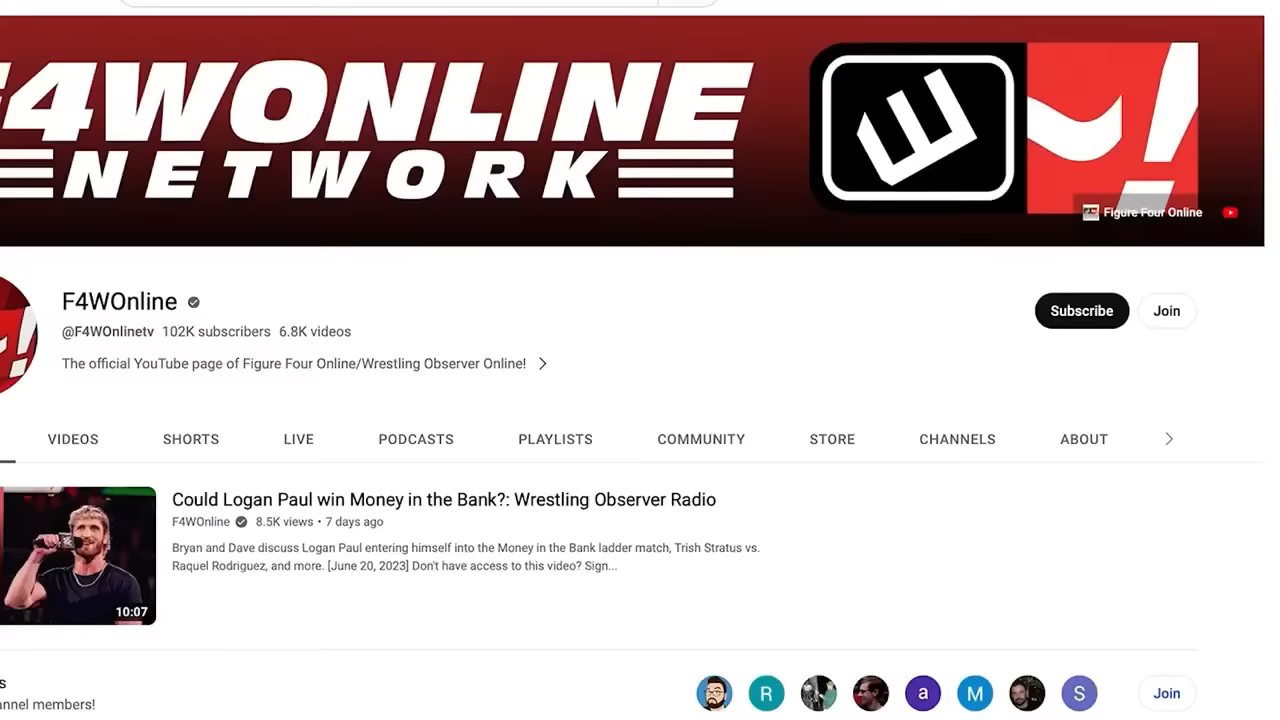 F4WONLINE
NETWORK
Figure Four Online
F4WOnline
@F4WOnlinetv 102K subscribers 6.8K videos
The official YouTube page of Figure Four Online/Wrestling Observer Online!
Subscribe
Join
VIDEOS SHORTS LIVE PODCASTS PLAYLISTS COMMUNITY STORE CHANNELS ABOUT
10:07
Could Logan Paul win Money in the Bank?: Wrestling Observer Radio
F4WOnline 8.5K views • 7 days ago
Bryan and Dave discuss Logan Paul entering himself into the Money in the Bank ladder match, Trish Stratus vs.
Raquel Rodriguez, and more. [June 20, 2023] Don't have access to this video? Sign...
R a M S
Join